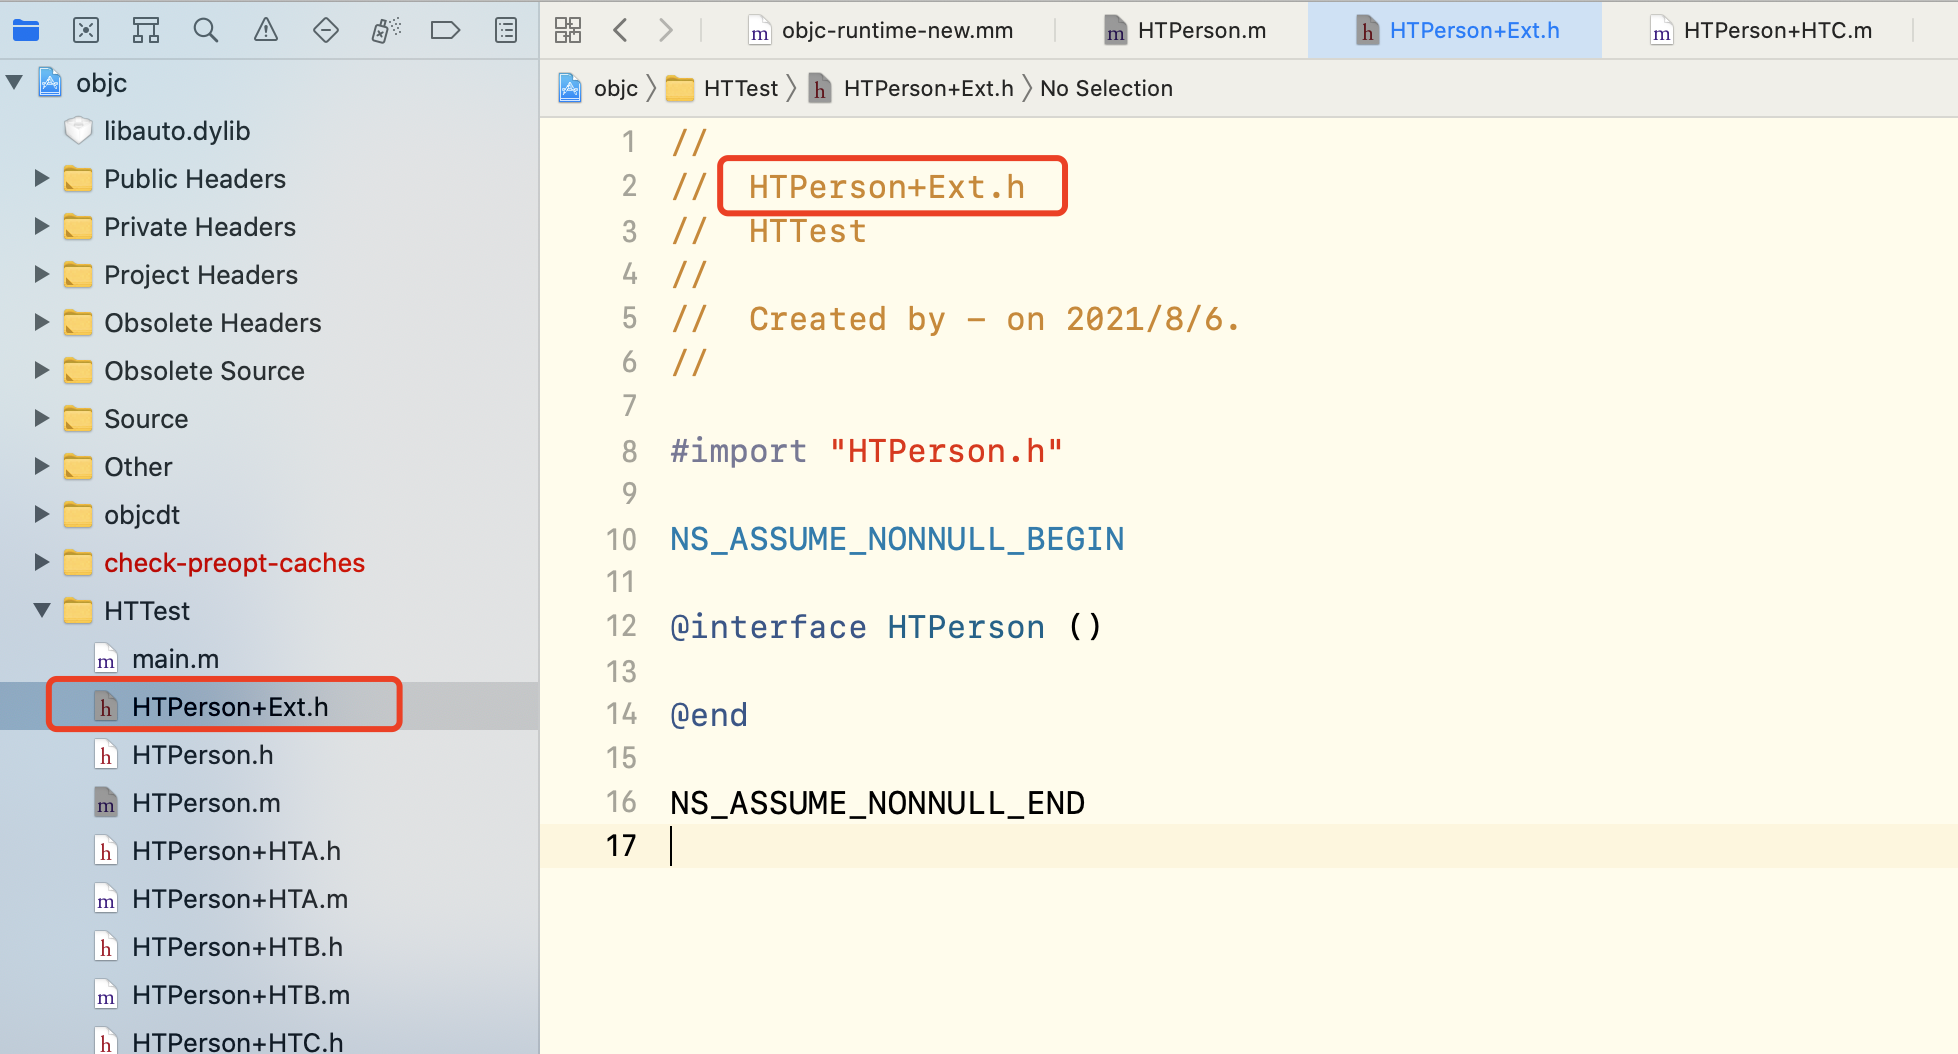 objc-runtime-new.mm
HTPerson.m
HTPerson+Ext.h
HTPerson+HTC.m
objc
HTTest
HTPerson+Ext.h
No Selection
objc
libauto.dylib
Public Headers
Private Headers
Project Headers
Obsolete Headers
Obsolete Source
Source
Other
objcdt
check-preopt-caches
HTTest
main.m
HTPerson+Ext.h
HTPerson.h
HTPerson.m
HTPerson+HTA.h
HTPerson+HTA.m
HTPerson+HTB.h
HTPerson+HTB.m
HTPerson+HTC.h
1 //
2 // HTPerson+Ext.h
3 // HTTest
4 //
5 // Created by - on 2021/8/6.
6 //
7
8 #import "HTPerson.h"
9
10 NS_ASSUME_NONNULL_BEGIN
11
12 @interface HTPerson ()
13
14 @end
15
16 NS_ASSUME_NONNULL_END
17